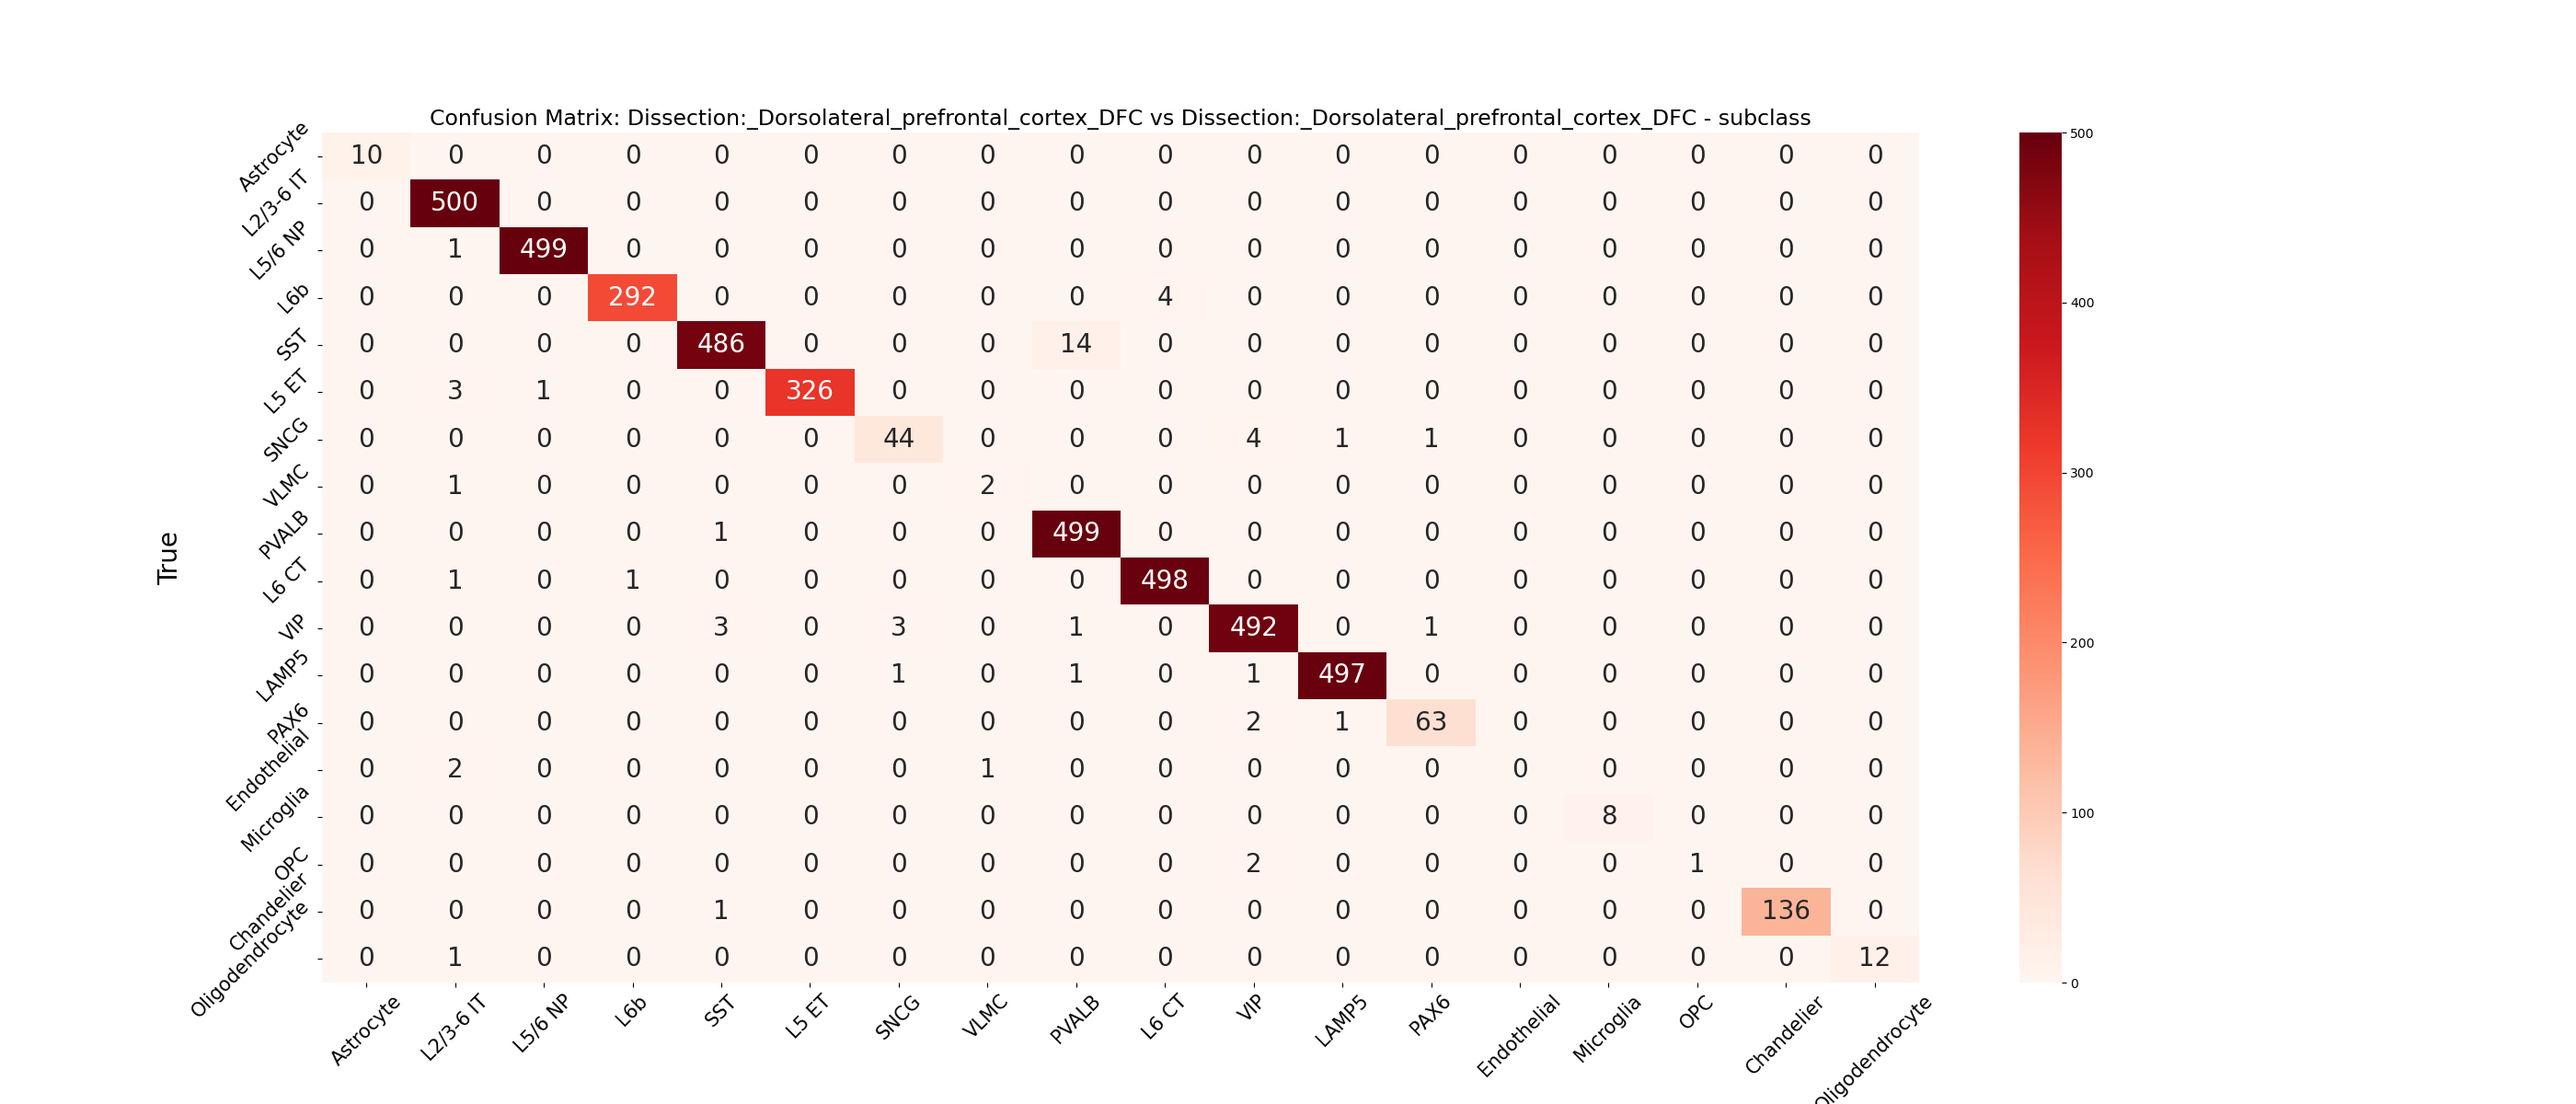 Confusion Matrix: Dissection:_Dorsolateral_prefrontal_cortex_DFC vs Dissection:_Dorsolateral_prefrontal_cortex_DFC - subclass
True
Astrocyte 10 0 0 0 0 0 0 0 0 0 0 0 0 0 0 0 0 0
L2/3-6 IT 0 500 0 0 0 0 0 0 0 0 0 0 0 0 0 0 0 0
L5/6 NP 0 1 499 0 0 0 0 0 0 0 0 0 0 0 0 0 0 0
L6b 0 0 0 292 0 0 0 0 0 4 0 0 0 0 0 0 0 0
SST 0 0 0 0 486 0 0 0 14 0 0 0 0 0 0 0 0 0
L5 ET 0 3 1 0 0 326 0 0 0 0 0 0 0 0 0 0 0 0
SNCG 0 0 0 0 0 0 44 0 0 0 4 1 1 0 0 0 0 0
VLMC 0 1 0 0 0 0 0 2 0 0 0 0 0 0 0 0 0 0
PVALB 0 0 0 0 1 0 0 0 499 0 0 0 0 0 0 0 0 0
L6 CT 0 1 0 1 0 0 0 0 0 498 0 0 0 0 0 0 0 0
VIP 0 0 0 0 3 0 3 0 1 0 492 0 1 0 0 0 0 0
LAMP5 0 0 0 0 0 0 1 0 1 0 1 497 0 0 0 0 0 0
PAX6 0 0 0 0 0 0 0 0 0 0 2 1 63 0 0 0 0 0
Endothelial 0 2 0 0 0 0 0 1 0 0 0 0 0 0 0 0 0 0
Microglia 0 0 0 0 0 0 0 0 0 0 0 0 0 0 8 0 0 0
OPC 0 0 0 0 0 0 0 0 0 0 2 0 0 0 0 1 0 0
Chandelier 0 0 0 0 1 0 0 0 0 0 0 0 0 0 0 0 136 0
Oligodendrocyte 0 1 0 0 0 0 0 0 0 0 0 0 0 0 0 0 0 12
Astrocyte L2/3-6 IT L5/6 NP L6b SST L5 ET SNCG VLMC PVALB L6 CT VIP LAMP5 PAX6 Endothelial Microglia OPC Chandelier Oligodendrocyte
500
400
300
200
100
0